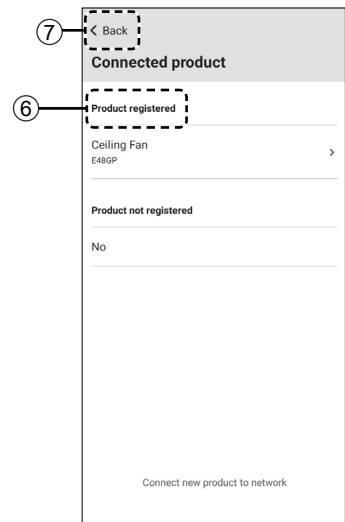 ⑦
< Back
Connected product
⑥
Product registered
Ceiling Fan
E48GP
>
Product not registered
No
Connect new product to network